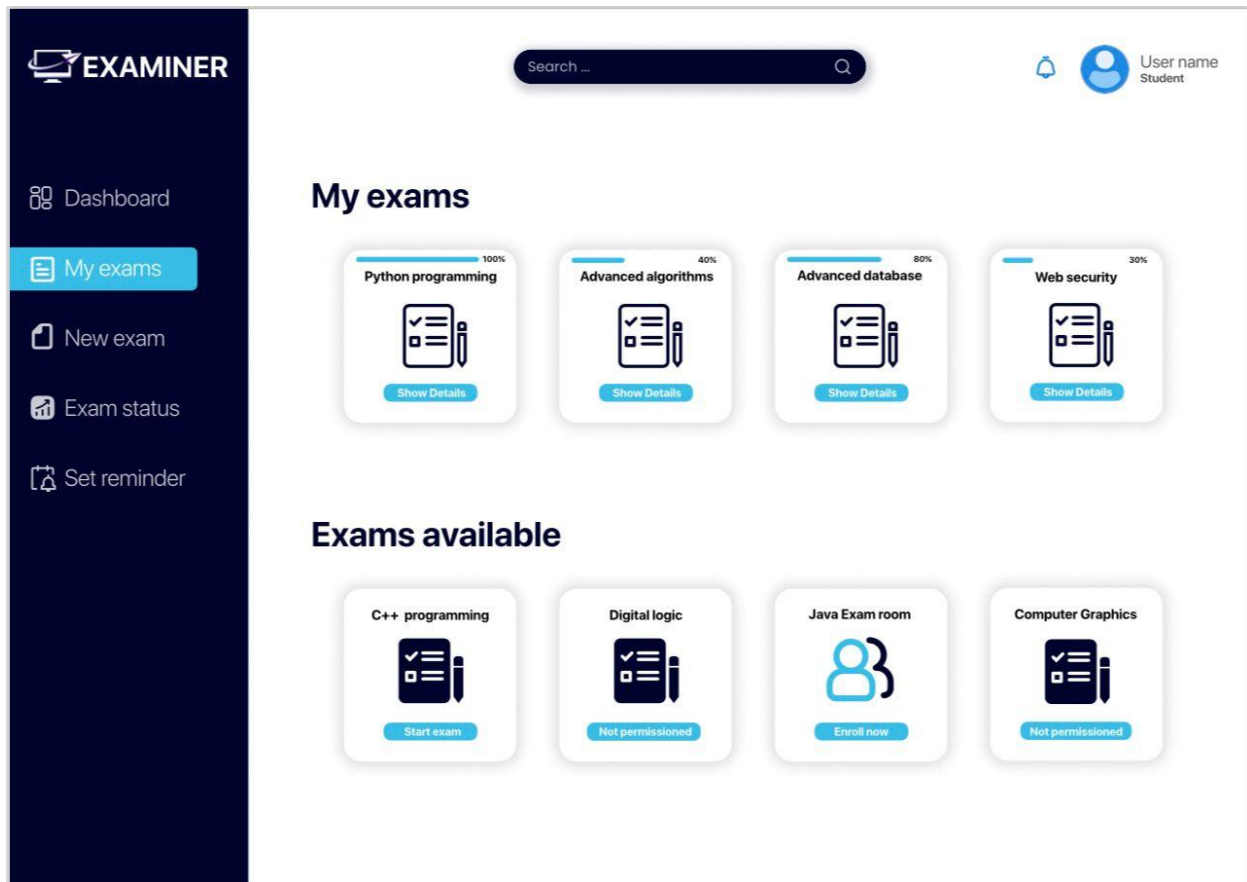 EXAMINER
Search ...
User name
Student
Dashboard
My exams
New exam
Exam status
Set reminder
My exams
100%
Python programming
Show Details
40%
Advanced algorithms
Show Details
80%
Advanced database
Show Details
30%
Web security
Show Details
Exams available
C++ programming
Start exam
Digital logic
Not permissioned
Java Exam room
Enroll now
Computer Graphics
Not permissioned